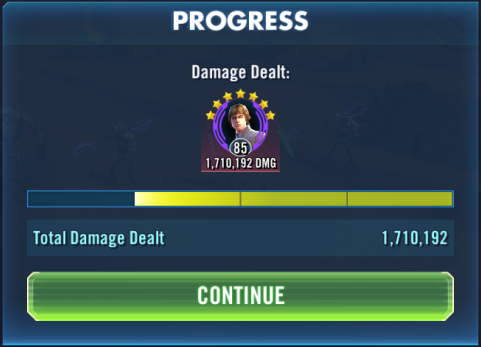 PROGRESS
Damage Dealt:
85
1,710,192 DMG
Total Damage Dealt 1,710,192
CONTINUE